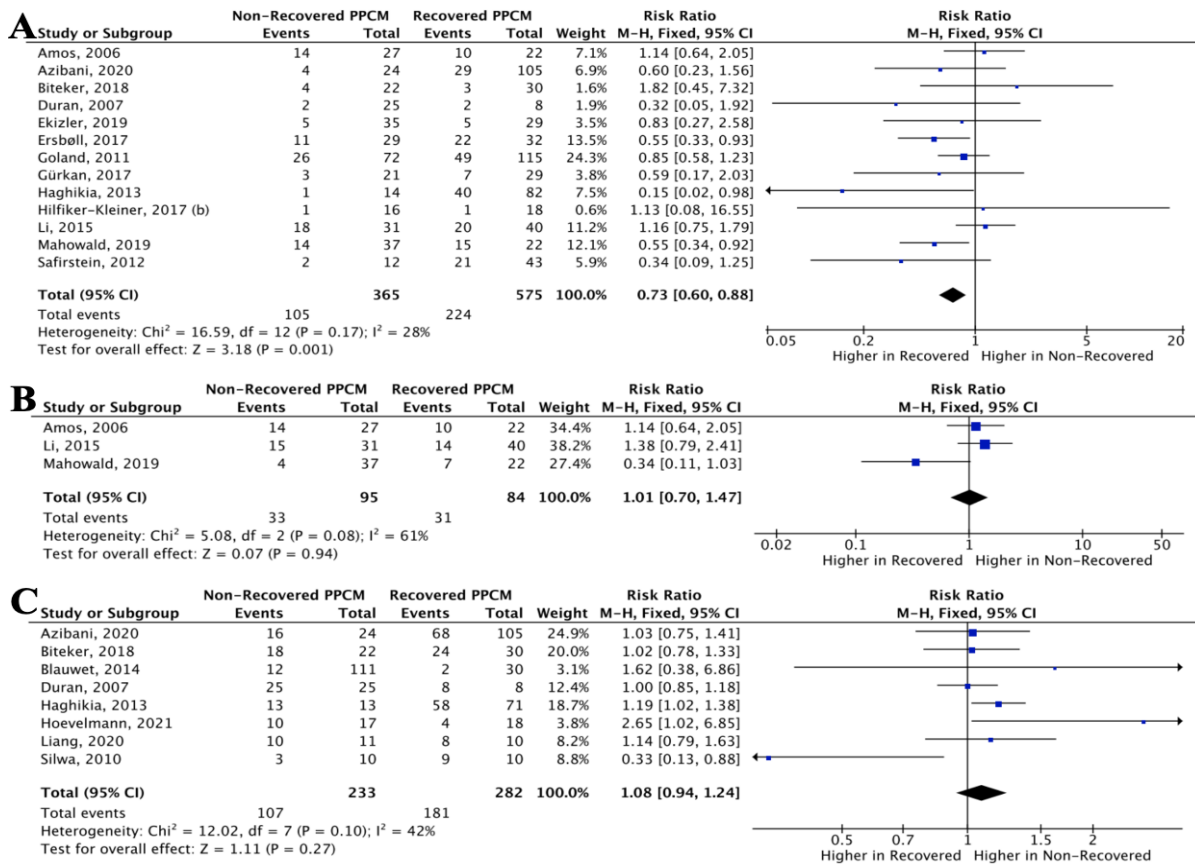 A
Non-Recovered PPCM Recovered PPCM Risk Ratio Risk Ratio
Study or Subgroup Events Total Events Total Weight M-H, Fixed, 95% CI M-H, Fixed, 95% CI
Amos, 2006 14 27 10 22 7.1% 1.14 [0.64, 2.05]
Azibani, 2020 4 24 29 105 6.9% 0.60 [0.23, 1.56]
Biteker, 2018 4 22 3 30 1.6% 1.82 [0.45, 7.32]
Duran, 2007 2 25 2 8 1.9% 0.32 [0.05, 1.92]
Ekizler, 2019 5 35 5 29 3.5% 0.83 [0.27, 2.58]
Ersbøll, 2017 11 29 22 32 13.5% 0.55 [0.33, 0.93]
Goland, 2011 26 72 49 115 24.3% 0.85 [0.58, 1.23]
Gürkan, 2017 3 21 7 29 3.8% 0.59 [0.17, 2.03]
Haghikia, 2013 1 14 40 82 7.5% 0.15 [0.02, 0.98]
Hilfiker-Kleiner, 2017 (b) 1 16 1 18 0.6% 1.13 [0.08, 16.55]
Li, 2015 18 31 20 40 11.2% 1.16 [0.75, 1.79]
Mahowald, 2019 14 37 15 22 12.1% 0.55 [0.34, 0.92]
Safirstein, 2012 2 12 21 43 5.9% 0.34 [0.09, 1.25]
Total (95% CI) 365 575 100.0% 0.73 [0.60, 0.88]
Total events 105 224
Heterogeneity: Chi² = 16.59, df = 12 (P = 0.17); I² = 28%
Test for overall effect: Z = 3.18 (P = 0.001)
0.05 0.2 1 5 20
Higher in Recovered Higher in Non-Recovered
B
Non-Recovered PPCM Recovered PPCM Risk Ratio Risk Ratio
Study or Subgroup Events Total Events Total Weight M-H, Fixed, 95% CI M-H, Fixed, 95% CI
Amos, 2006 14 27 10 22 34.4% 1.14 [0.64, 2.05]
Li, 2015 15 31 14 40 38.2% 1.38 [0.79, 2.41]
Mahowald, 2019 4 37 7 22 27.4% 0.34 [0.11, 1.03]
Total (95% CI) 95 84 100.0% 1.01 [0.70, 1.47]
Total events 33 31
Heterogeneity: Chi² = 5.08, df = 2 (P = 0.08); I² = 61%
Test for overall effect: Z = 0.07 (P = 0.94)
0.02 0.1 1 10 50
Higher in Recovered Higher in Non-Recovered
C
Non-Recovered PPCM Recovered PPCM Risk Ratio Risk Ratio
Study or Subgroup Events Total Events Total Weight M-H, Fixed, 95% CI M-H, Fixed, 95% CI
Azibani, 2020 16 24 68 105 24.9% 1.03 [0.75, 1.41]
Biteker, 2018 18 22 24 30 20.0% 1.02 [0.78, 1.33]
Blauwet, 2014 12 111 2 30 3.1% 1.62 [0.38, 6.86]
Duran, 2007 25 25 8 8 12.4% 1.00 [0.85, 1.18]
Haghikia, 2013 13 13 58 71 18.7% 1.19 [1.02, 1.38]
Hoevelmann, 2021 10 17 4 18 3.8% 2.65 [1.02, 6.85]
Liang, 2020 10 11 8 10 8.2% 1.14 [0.79, 1.63]
Silwa, 2010 3 10 9 10 8.8% 0.33 [0.13, 0.88]
Total (95% CI) 233 282 100.0% 1.08 [0.94, 1.24]
Total events 107 181
Heterogeneity: Chi² = 12.02, df = 7 (P = 0.10); I² = 42%
Test for overall effect: Z = 1.11 (P = 0.27)
0.5 0.7 1 1.5 2
Higher in Recovered Higher in Non-Recovered